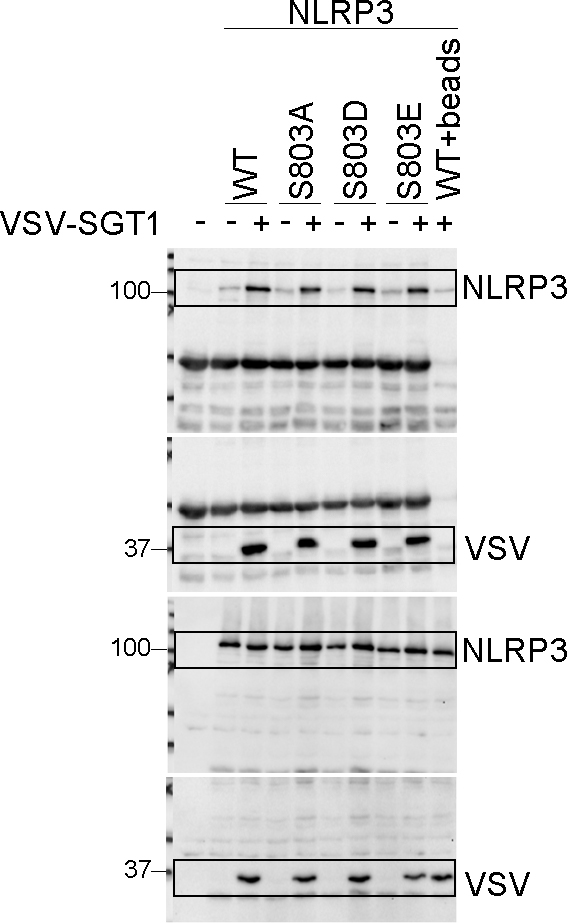 NLRP3
WT S803A S803D S803E WT+beads
VSV-SGT1 - - + - + - + - + +
100 NLRP3
37 VSV
100 NLRP3
37 VSV